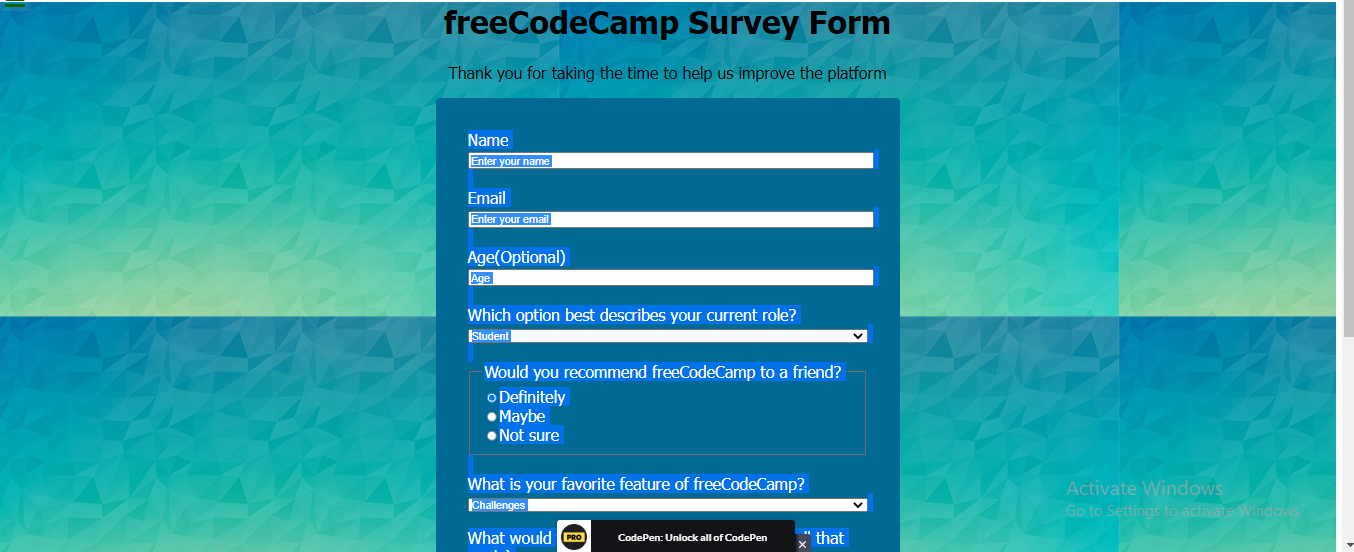 freeCodeCamp Survey Form
Thank you for taking the time to help us improve the platform
Name
Enter your name
Email
Enter your email
Age(Optional)
Age
Which option best describes your current role?
Student
Would you recommend freeCodeCamp to a friend?
Definitely
Maybe
Not sure
What is your favorite feature of freeCodeCamp?
Challenges
What would that
PRO
CodePen: Unlock all of CodePen
Activate Windows
Go to Settings to activate Windows.